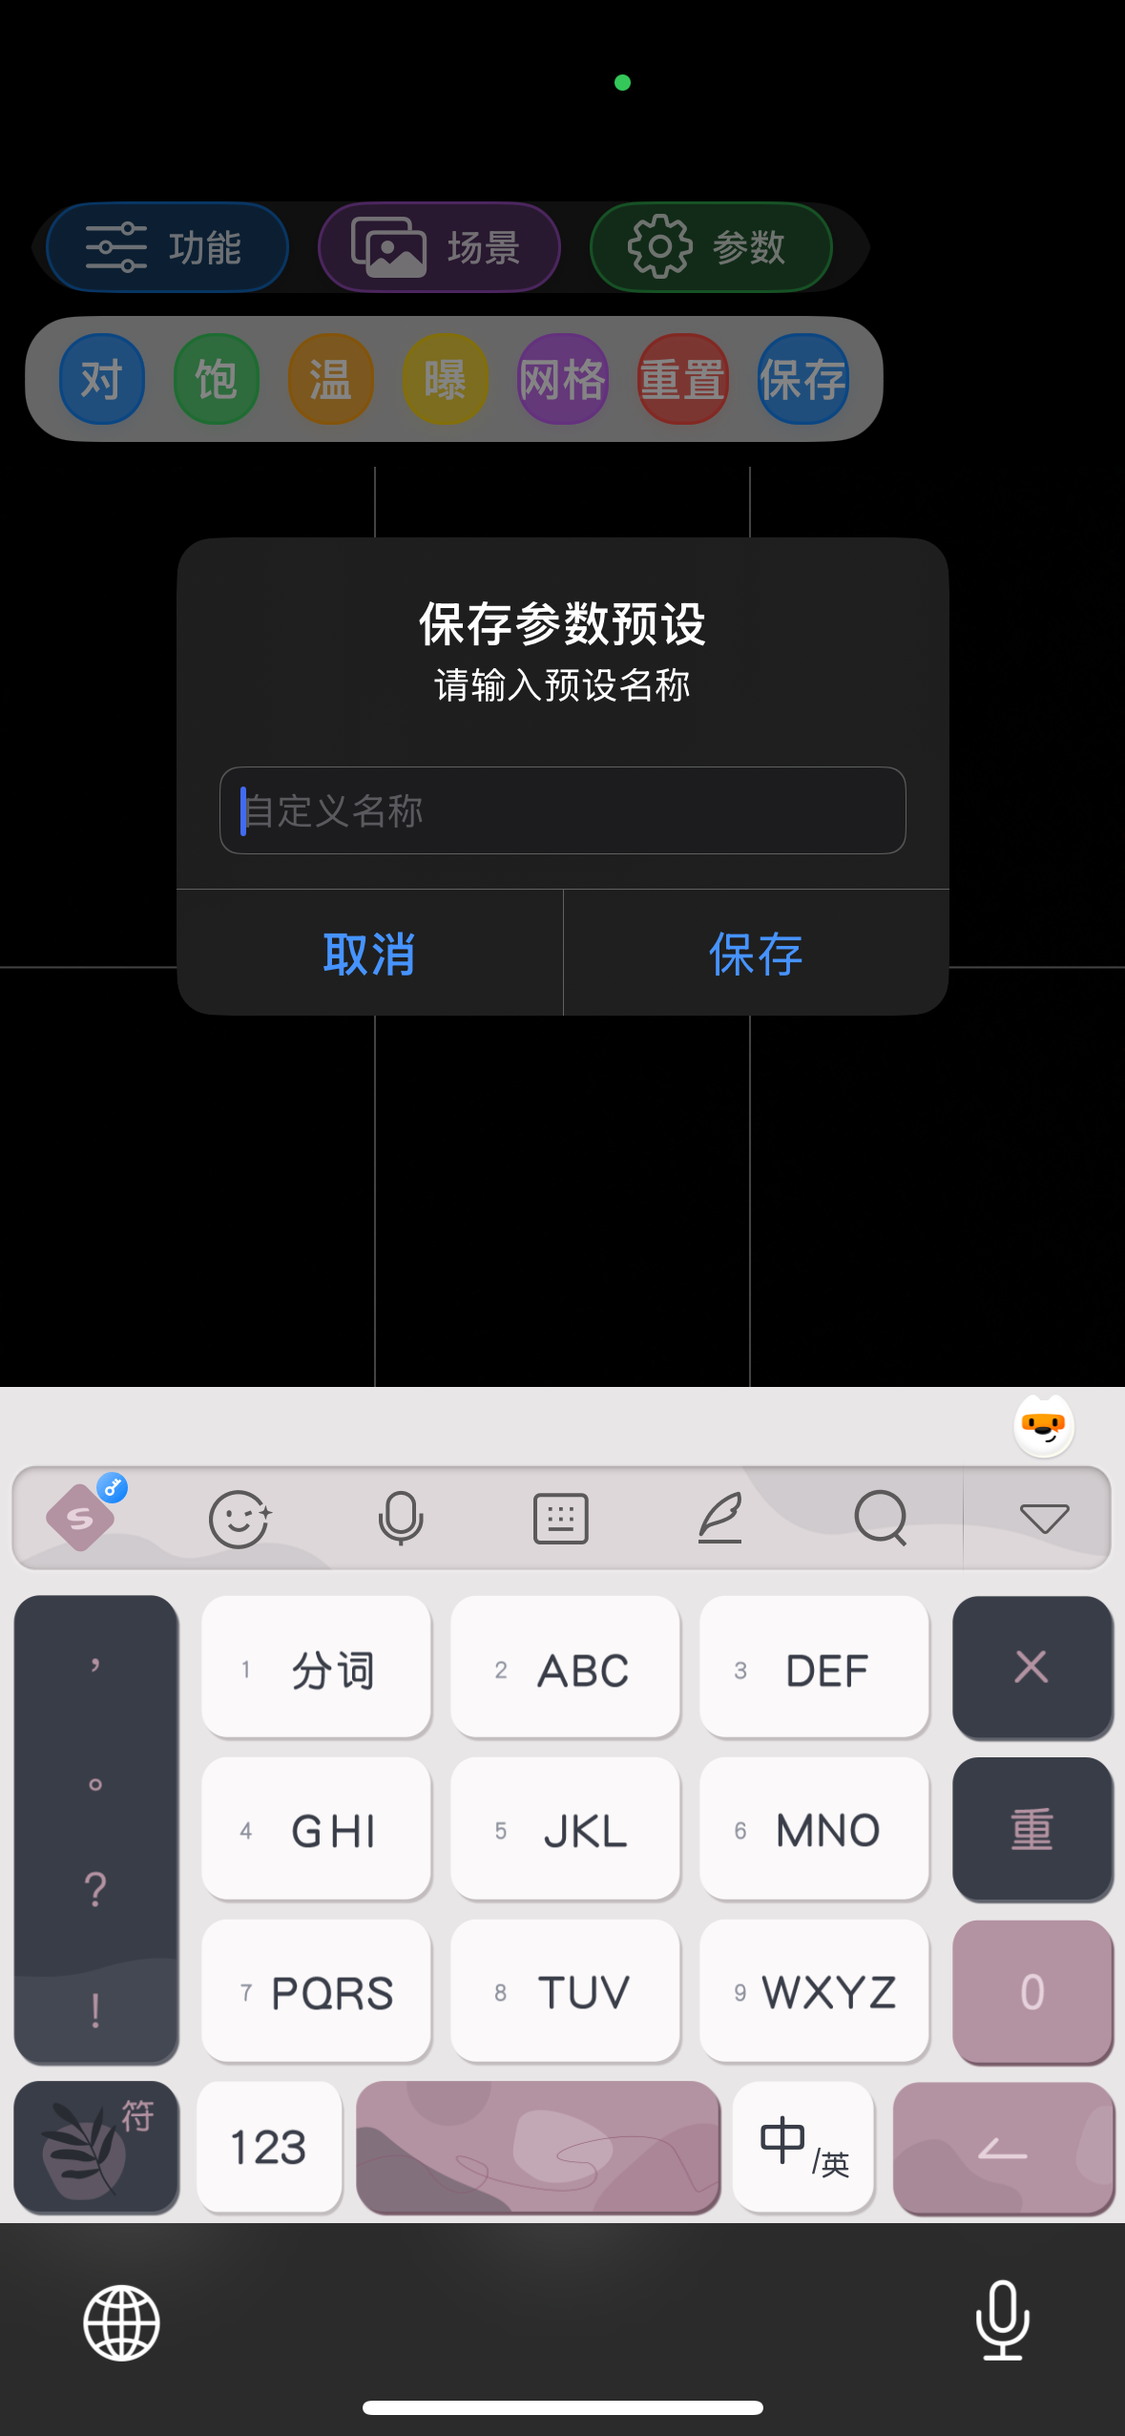 功能 场景 参数
对 饱 温 曝 网格 重置 保存
保存参数预设
请输入预设名称
自定义名称
取消 保存
, 1 分词 2 ABC 3 DEF
。 4 GHI 5 JKL 6 MNO 重
? 7 PQRS 8 TUV 9 WXYZ 0
!
符 123 中/英